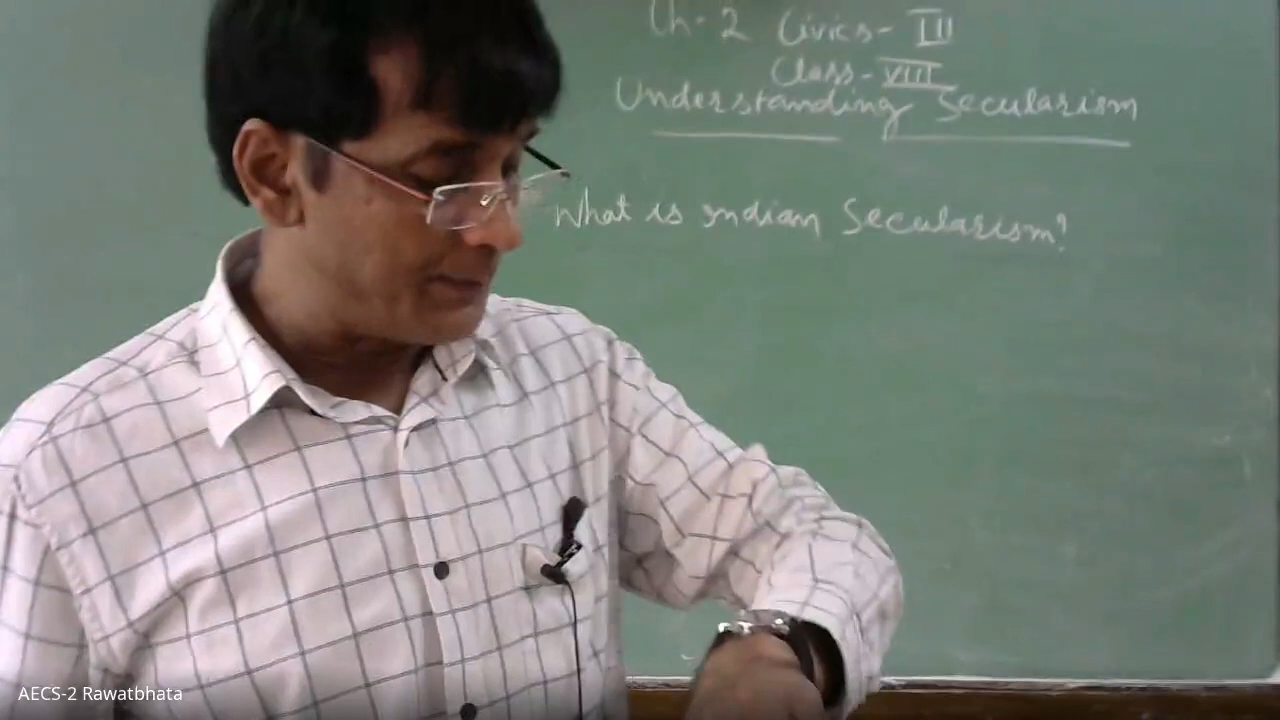 Ch-2 Civics- III
Class- VIII
Understanding Secularism
What is Indian Secularism?
AECS-2 Rawatbhata